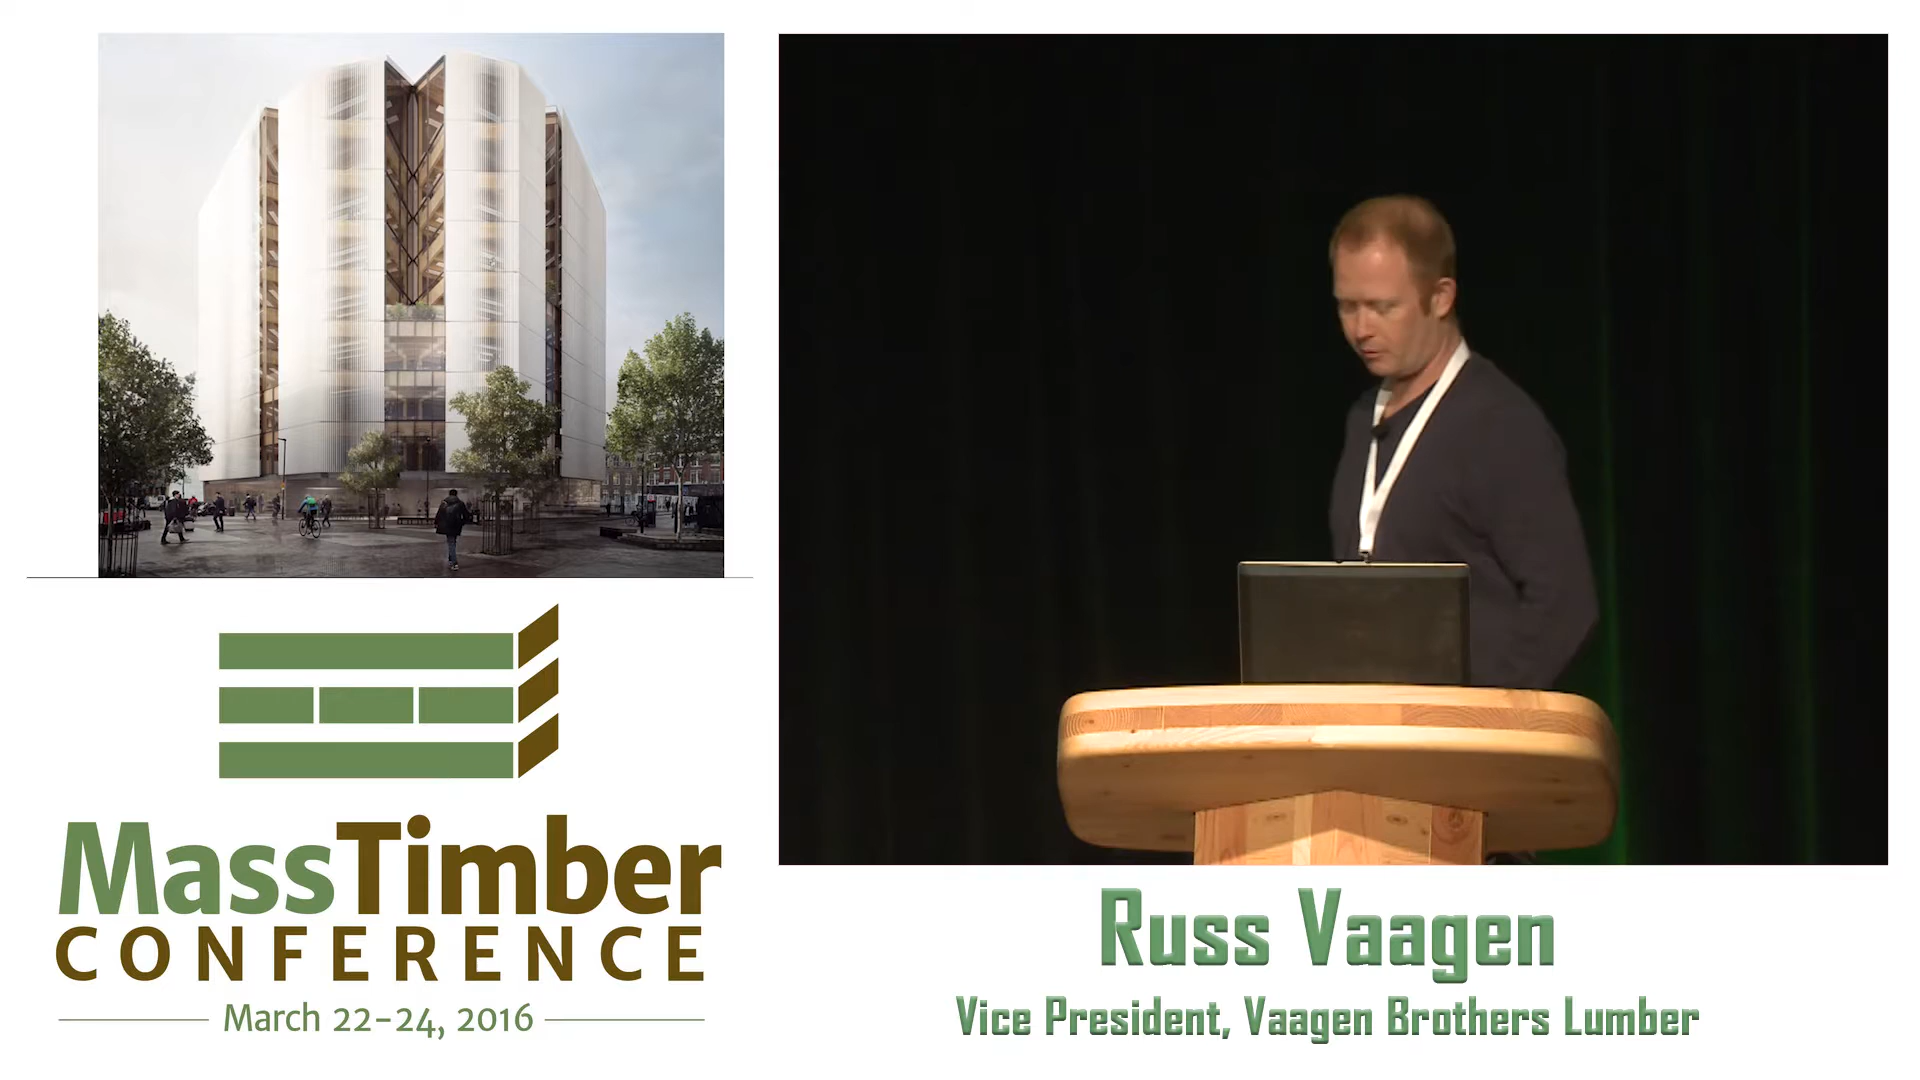 MassTimber
CONFERENCE
March 22–24, 2016
Russ Vaagen
Vice President, Vaagen Brothers Lumber